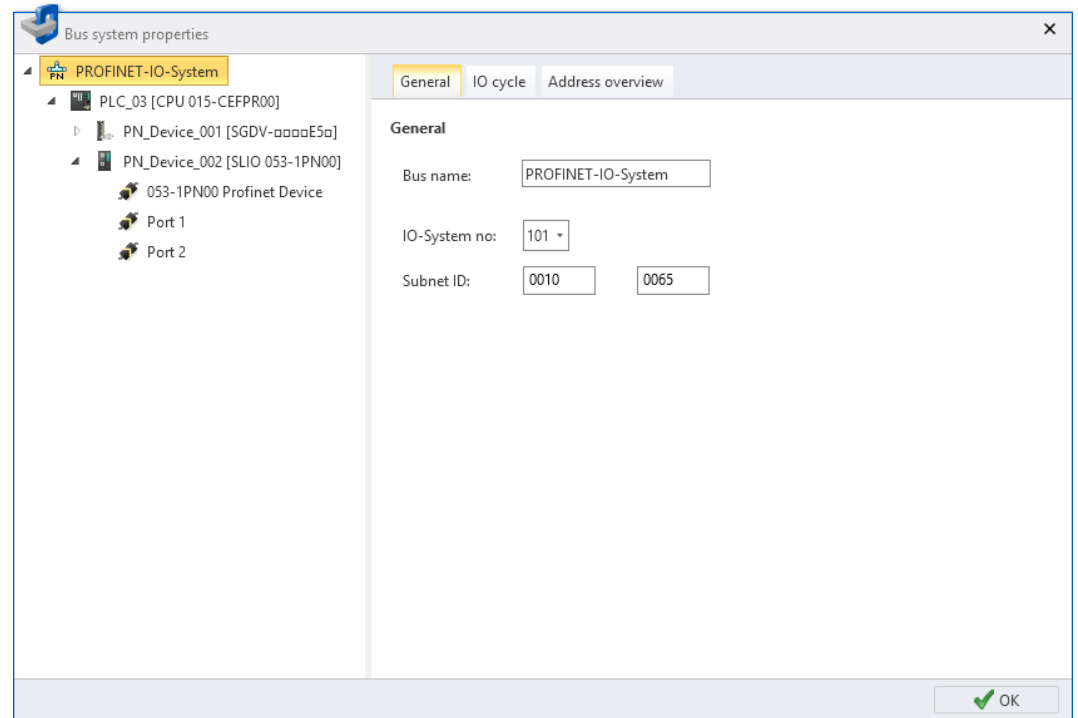 Bus system properties
PROFINET-IO-System
PLC_03 [CPU 015-CEFPR00]
PN_Device_001 [SGDV-□□□□E5□]
PN_Device_002 [SLIO 053-1PN00]
053-1PN00 Profinet Device
Port 1
Port 2
General IO cycle Address overview
General
Bus name: PROFINET-IO-System
IO-System no: 101
Subnet ID: 0010 0065
OK